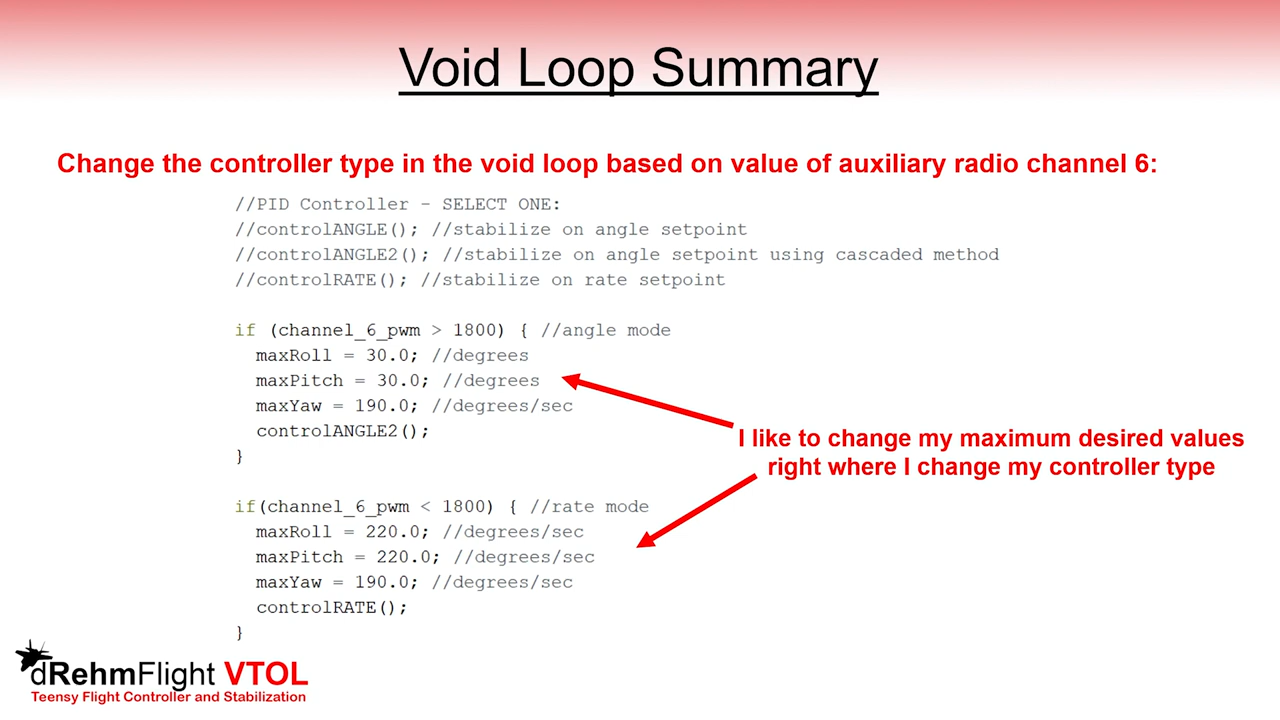 Void Loop Summary
Change the controller type in the void loop based on value of auxiliary radio channel 6:
//PID Controller - SELECT ONE:
//controlANGLE(); //stabilize on angle setpoint
//controlANGLE2(); //stabilize on angle setpoint using cascaded method
//controlRATE(); //stabilize on rate setpoint
if (channel_6_pwm > 1800) { //angle mode
maxRoll = 30.0; //degrees
maxPitch = 30.0; //degrees
maxYaw = 190.0; //degrees/sec
controlANGLE2();
}
I like to change my maximum desired values
right where I change my controller type
if(channel_6_pwm < 1800) { //rate mode
maxRoll = 220.0; //degrees/sec
maxPitch = 220.0; //degrees/sec
maxYaw = 190.0; //degrees/sec
controlRATE();
}
dRehmFlight VTOL
Teensy Flight Controller and Stabilization